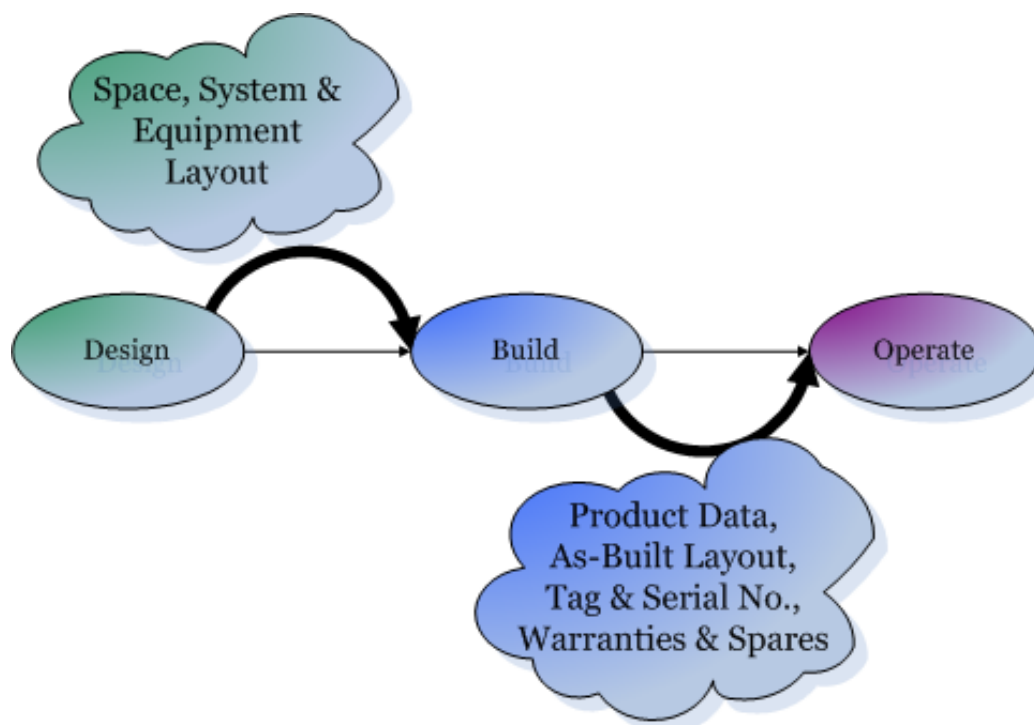 Space, System &
Equipment
Layout
Design
Build
Operate
Product Data,
As-Built Layout,
Tag & Serial No.,
Warranties & Spares